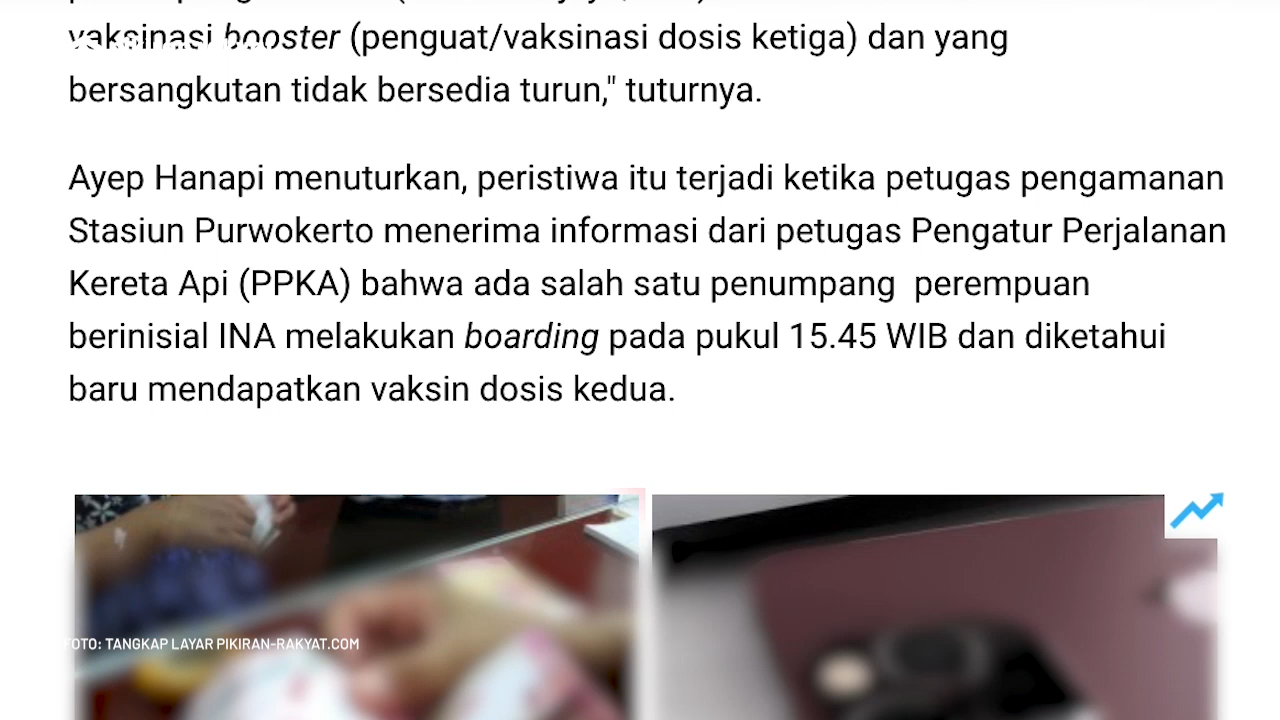 vaksinasi booster (penguat/vaksinasi dosis ketiga) dan yang
bersangkutan tidak bersedia turun," tuturnya.
Ayep Hanapi menuturkan, peristiwa itu terjadi ketika petugas pengamanan
Stasiun Purwokerto menerima informasi dari petugas Pengatur Perjalanan
Kereta Api (PPKA) bahwa ada salah satu penumpang perempuan
berinisial INA melakukan boarding pada pukul 15.45 WIB dan diketahui
baru mendapatkan vaksin dosis kedua.
FOTO: TANGKAP LAYAR PIKIRAN-RAKYAT.COM